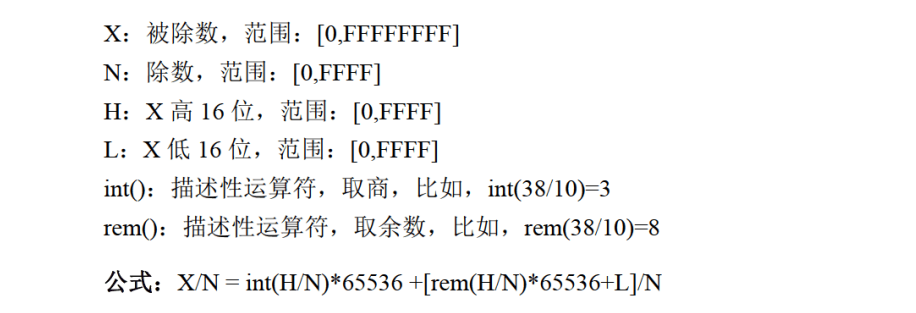 X：被除数，范围：[0,FFFFFFFF]
N：除数，范围：[0,FFFF]
H：X 高 16 位，范围：[0,FFFF]
L：X 低 16 位，范围：[0,FFFF]
int()：描述性运算符，取商，比如，int(38/10)=3
rem()：描述性运算符，取余数，比如，rem(38/10)=8
公式：X/N = int(H/N)*65536 +[rem(H/N)*65536+L]/N